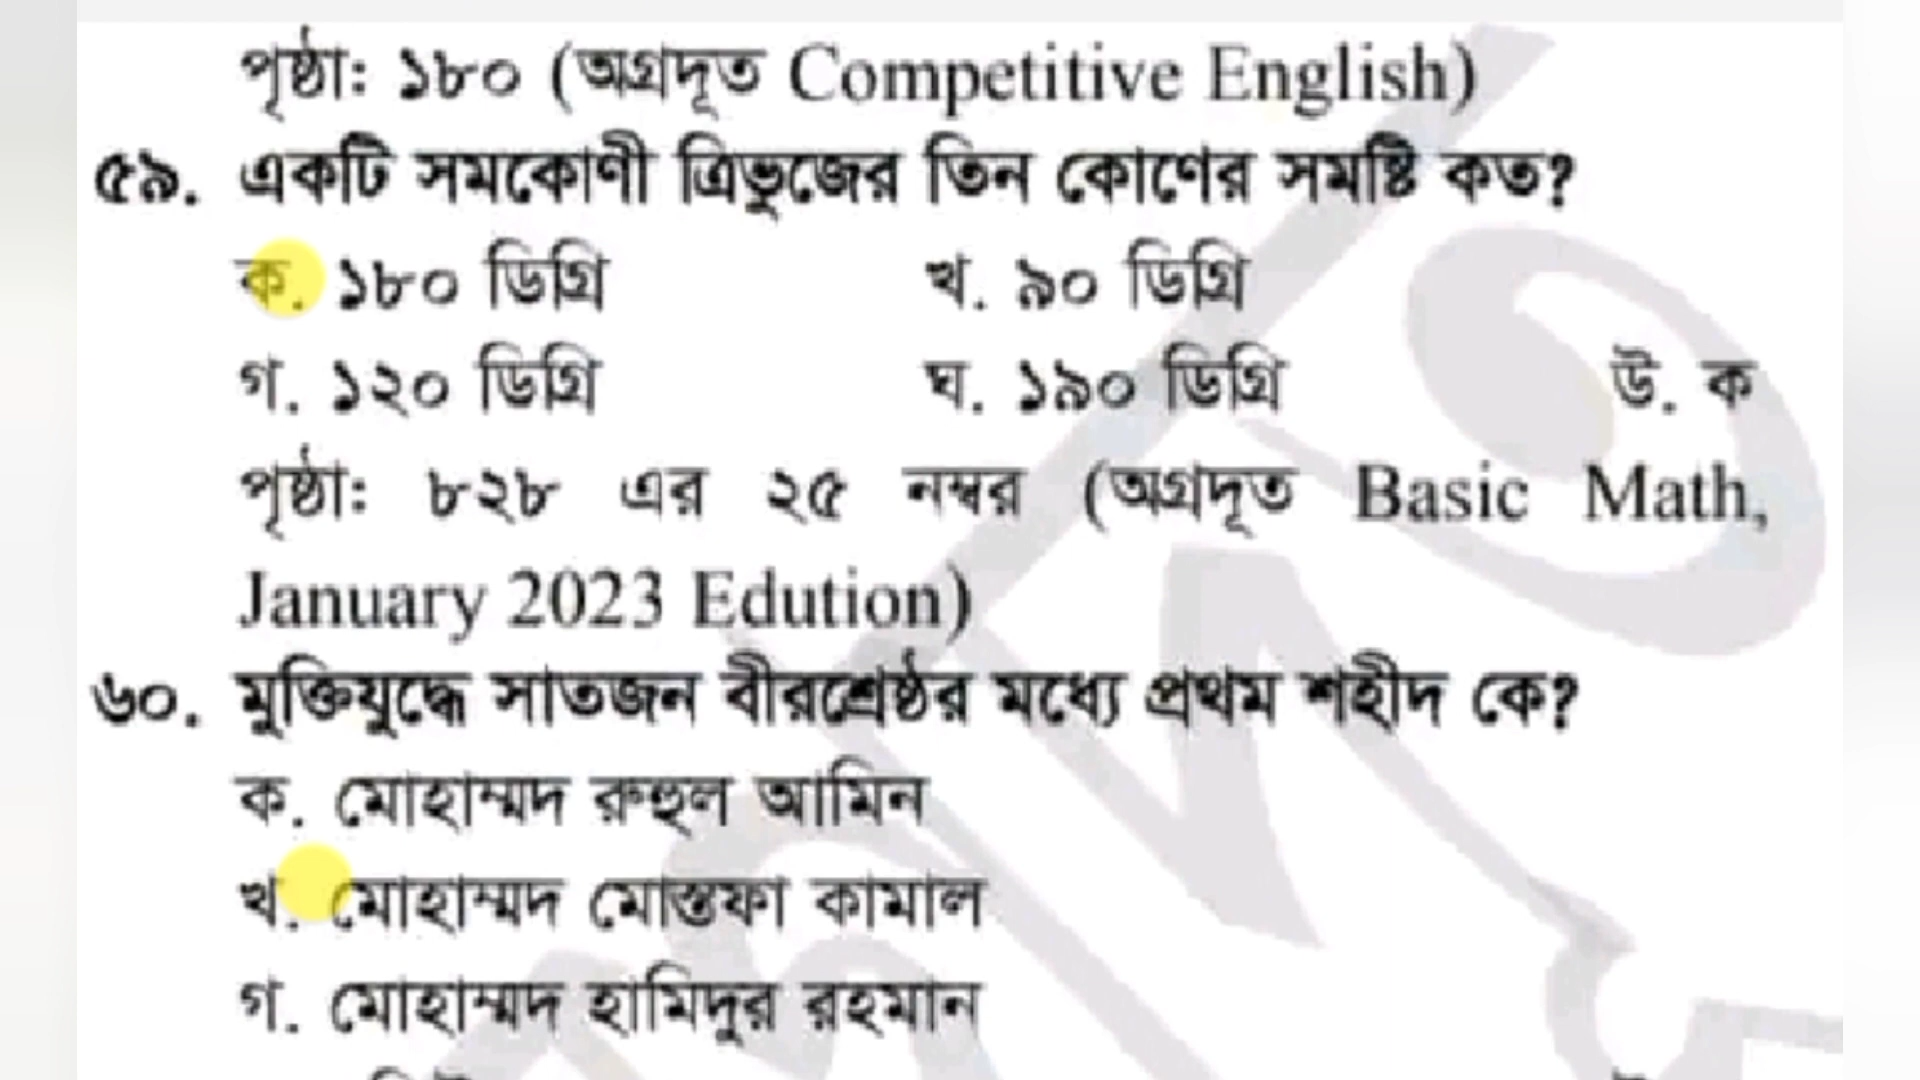 পৃষ্ঠাঃ ১৮০ (অগ্রদূত Competitive English)
৫৯. একটি সমকোণী ত্রিভুজের তিন কোণের সমষ্টি কত?
ক. ১৮০ ডিগ্রি খ. ৯০ ডিগ্রি
গ. ১২০ ডিগ্রি ঘ. ১৯০ ডিগ্রি উ. ক
পৃষ্ঠাঃ ৮২৮ এর ২৫ নম্বর (অগ্রদূত Basic Math,
January 2023 Edution)
৬০. মুক্তিযুদ্ধে সাতজন বীরশ্রেষ্ঠর মধ্যে প্রথম শহীদ কে?
ক. মোহাম্মদ রুহুল আমিন
খ. মোহাম্মদ মোস্তফা কামাল
গ. মোহাম্মদ হামিদুর রহমান